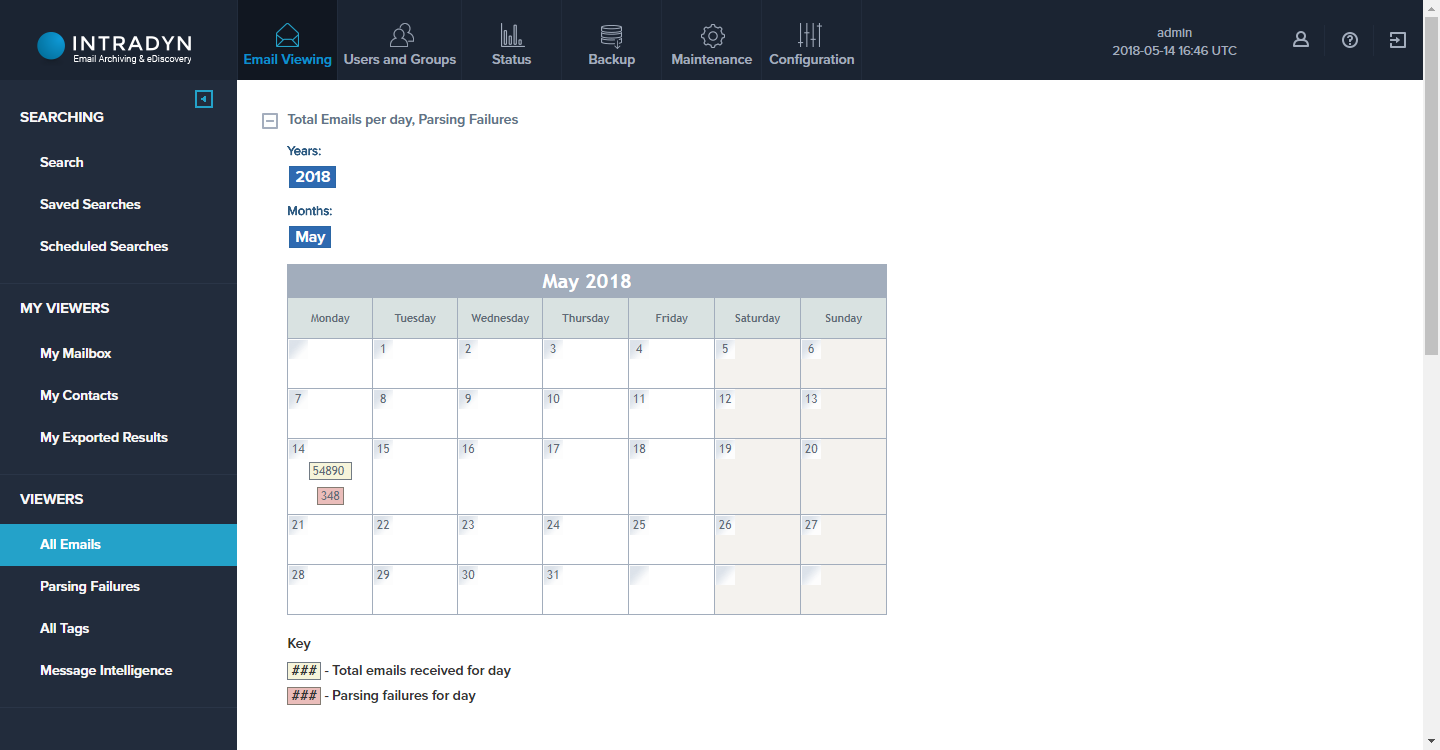 INTRADYN
Email Archiving & eDiscovery
Email Viewing
Users and Groups
Status
Backup
Maintenance
Configuration
admin
2018-05-14 16:46 UTC
SEARCHING
Search
Saved Searches
Scheduled Searches
MY VIEWERS
My Mailbox
My Contacts
My Exported Results
VIEWERS
All Emails
Parsing Failures
All Tags
Message Intelligence
Total Emails per day, Parsing Failures
Years:
2018
Months:
May
May 2018
Monday Tuesday Wednesday Thursday Friday Saturday Sunday
1 2 3 4 5 6
7 8 9 10 11 12 13
14 15 16 17 18 19 20
54890
348
21 22 23 24 25 26 27
28 29 30 31
Key
### - Total emails received for day
### - Parsing failures for day